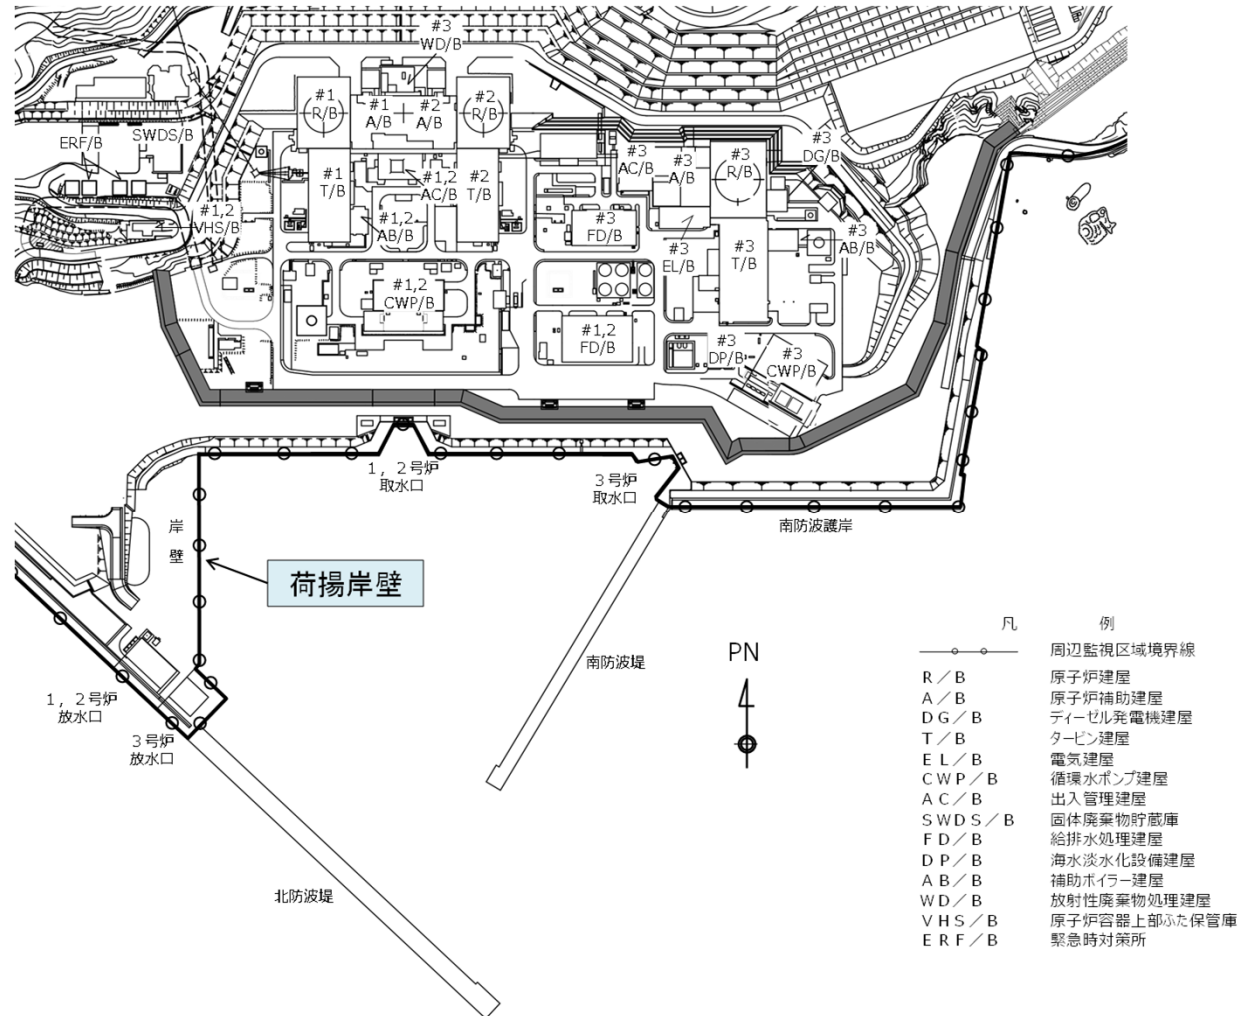 #3
WD/B
#1
R/B
#1
A/B
#2
A/B
#2
R/B
ERF/B
SWDS/B
#1
T/B
#1,2
AC/B
#2
T/B
#3
AC/B
#3
A/B
#3
R/B
#3
DG/B
#1,2
VHS/B
#1,2
AB/B
#3
FD/B
#3
EL/B
#3
T/B
#3
AB/B
#1,2
CWP/B
#1,2
FD/B
#3
DP/B
#3
CWP/B
1,2号炉
取水口
3号炉
取水口
南防波護岸
岸
壁
荷揚岸壁
南防波堤
1,2号炉
放水口
3号炉
放水口
北防波堤
PN
凡 例
周辺監視区域境界線
R/B 原子炉建屋
A/B 原子炉補助建屋
DG/B ディーゼル発電機建屋
T/B タービン建屋
EL/B 電気建屋
CWP/B 循環水ポンプ建屋
AC/B 出入管理建屋
SWDS/B 固体廃棄物貯蔵庫
FD/B 給排水処理建屋
DP/B 海水淡水化設備建屋
AB/B 補助ボイラー建屋
WD/B 放射性廃棄物処理建屋
VHS/B 原子炉容器上部ふた保管庫
ERF/B 緊急時対策所